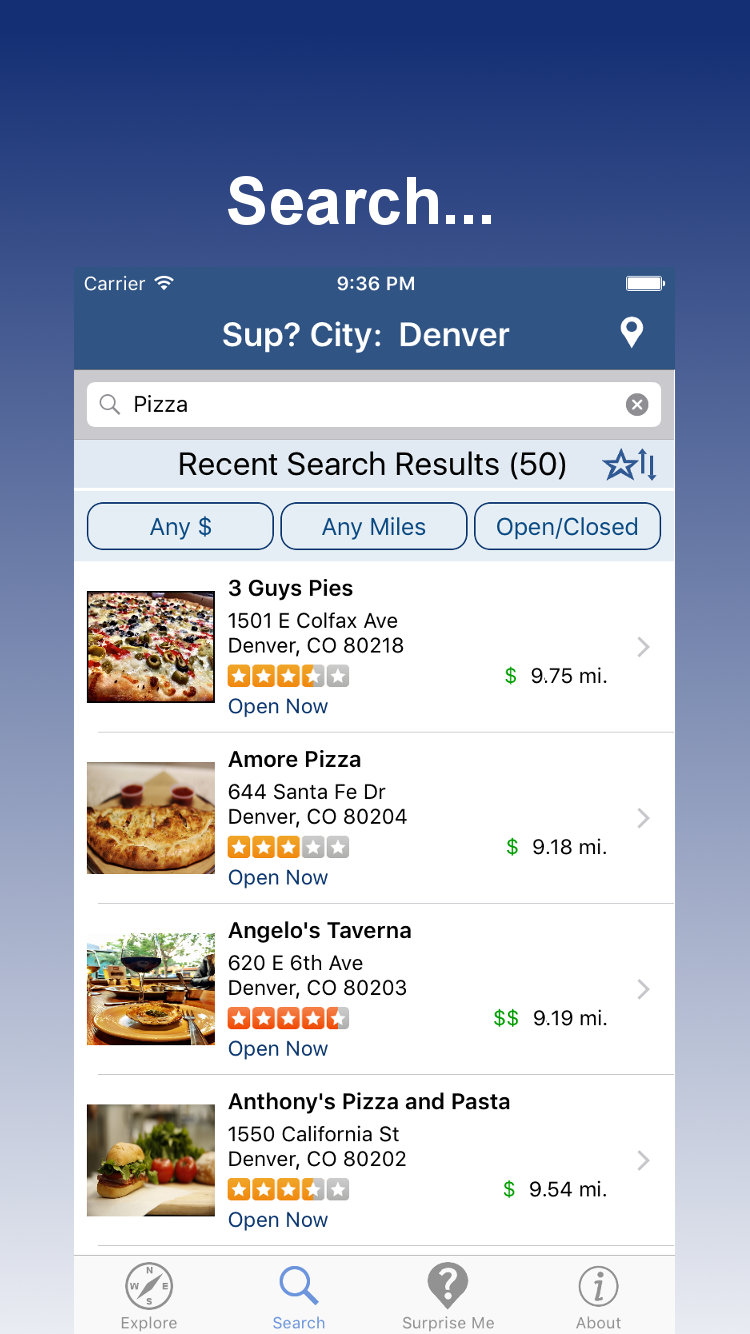 Search...
Carrier 9:36 PM
Sup? City: Denver
Pizza
Recent Search Results (50)
Any $ Any Miles Open/Closed
3 Guys Pies
1501 E Colfax Ave
Denver, CO 80218
$ 9.75 mi.
Open Now
Amore Pizza
644 Santa Fe Dr
Denver, CO 80204
$ 9.18 mi.
Open Now
Angelo's Taverna
620 E 6th Ave
Denver, CO 80203
$$ 9.19 mi.
Open Now
Anthony's Pizza and Pasta
1550 California St
Denver, CO 80202
$ 9.54 mi.
Open Now
N
W E
S
? i
Explore Search Surprise Me About